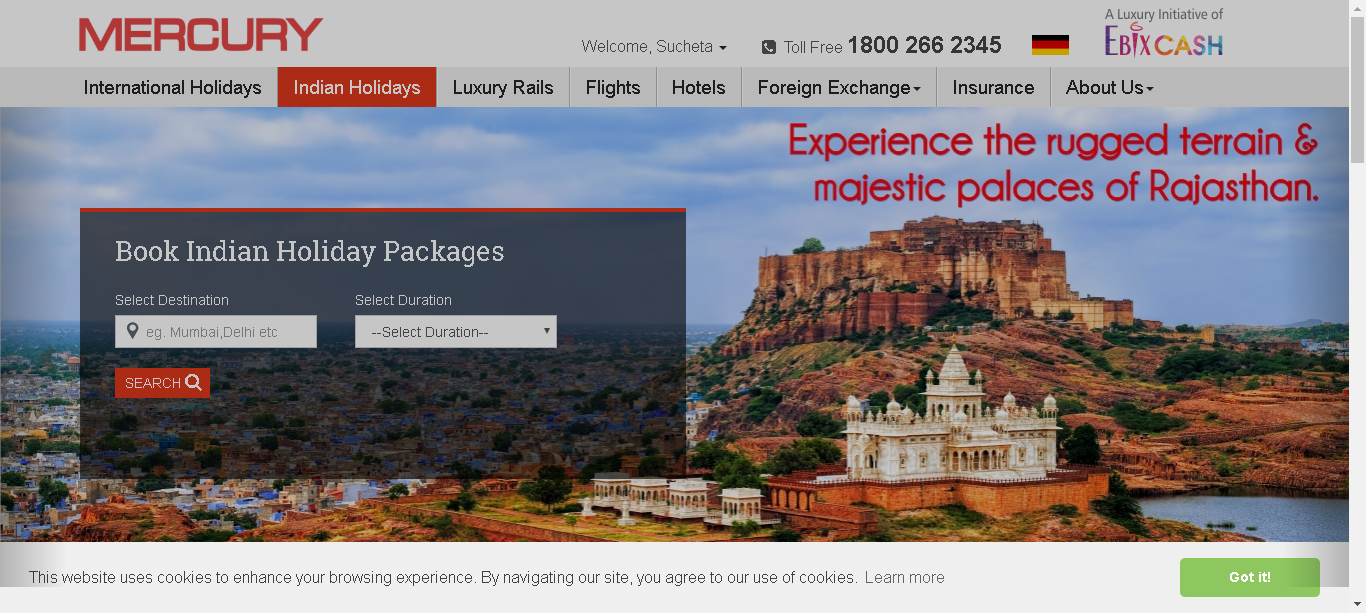 MERCURY
Welcome, Sucheta
Toll Free 1800 266 2345
A Luxury Initiative of
EBIXCASH
International Holidays
Indian Holidays
Luxury Rails
Flights
Hotels
Foreign Exchange
Insurance
About Us
Experience the rugged terrain &
majestic palaces of Rajasthan.
Book Indian Holiday Packages
Select Destination
Select Duration
eg. Mumbai,Delhi etc
--Select Duration--
SEARCH
This website uses cookies to enhance your browsing experience. By navigating our site, you agree to our use of cookies. Learn more
Got it!